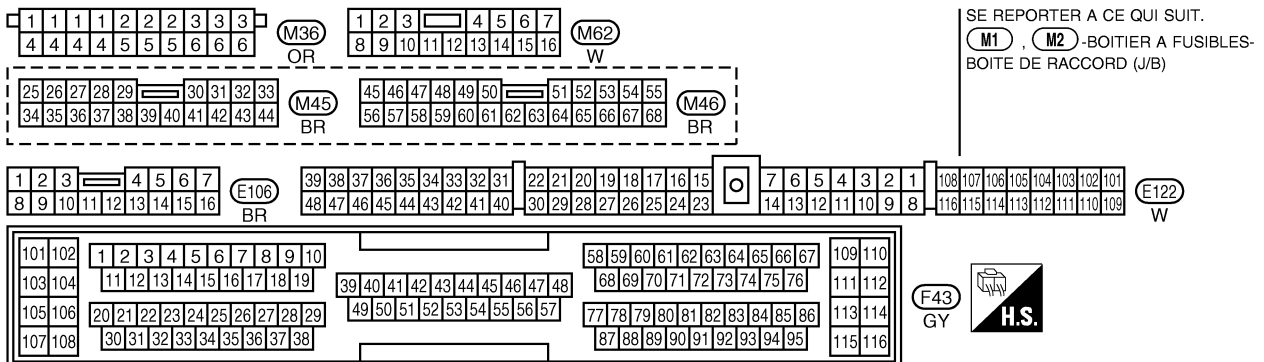 1 1 1 1 2 2 2 3 3 3
4 4 4 4 5 5 5 6 6 6
M36
OR
1 2 3 4 5 6 7
8 9 10 11 12 13 14 15 16
M62
W
SE REPORTER A CE QUI SUIT.
M1 , M2 -BOITIER A FUSIBLES-
BOITE DE RACCORD (J/B)
25 26 27 28 29 30 31 32 33
34 35 36 37 38 39 40 41 42 43 44
M45
BR
45 46 47 48 49 50 51 52 53 54 55
56 57 58 59 60 61 62 63 64 65 66 67 68
M46
BR
1 2 3 4 5 6 7
8 9 10 11 12 13 14 15 16
E106
BR
39 38 37 36 35 34 33 32 31 22 21 20 19 18 17 16 15 7 6 5 4 3 2 1 108 107 106 105 104 103 102 101
48 47 46 45 44 43 42 41 40 30 29 28 27 26 25 24 23 14 13 12 11 10 9 8 116 115 114 113 112 111 110 109
E122
W
101 102
103 104
105 106
107 108
1 2 3 4 5 6 7 8 9 10
11 12 13 14 15 16 17 18 19
20 21 22 23 24 25 26 27 28 29
30 31 32 33 34 35 36 37 38
39 40 41 42 43 44 45 46 47 48
49 50 51 52 53 54 55 56 57
58 59 60 61 62 63 64 65 66 67
68 69 70 71 72 73 74 75 76
77 78 79 80 81 82 83 84 85 86
87 88 89 90 91 92 93 94 95
109 110
111 112
113 114
115 116
F43
GY
H.S.